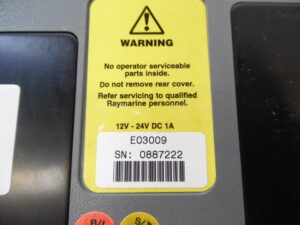 WARNING
No operator serviceable
parts inside.
Do not remove rear cover.
Refer servicing to qualified
Raymarine personnel.
12V - 24V DC 1A
E03009
SN: 0887222